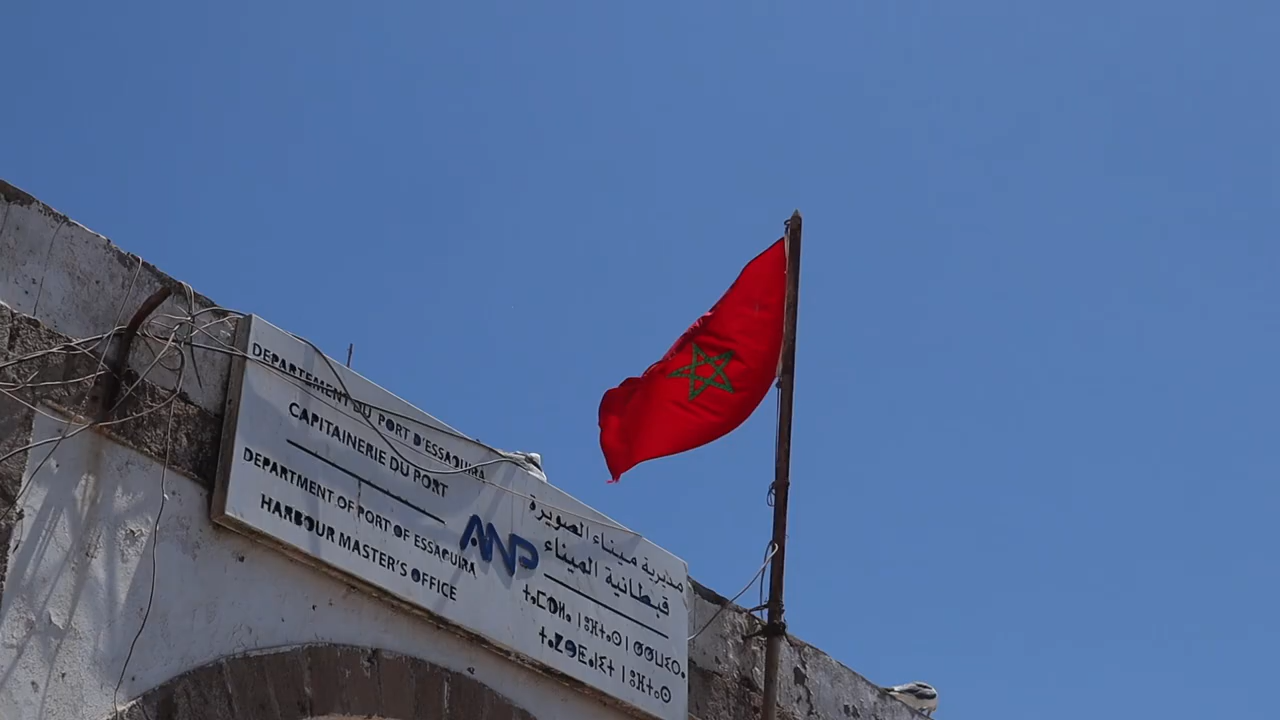 DEPARTEMENT DU PORT D'ESSAOUIRA
CAPITAINERIE DU PORT
DEPARTMENT OF PORT OF ESSAOUIRA
HARBOUR MASTER'S OFFICE
ANP
مديرية ميناء الصويرة
قبطانية الميناء